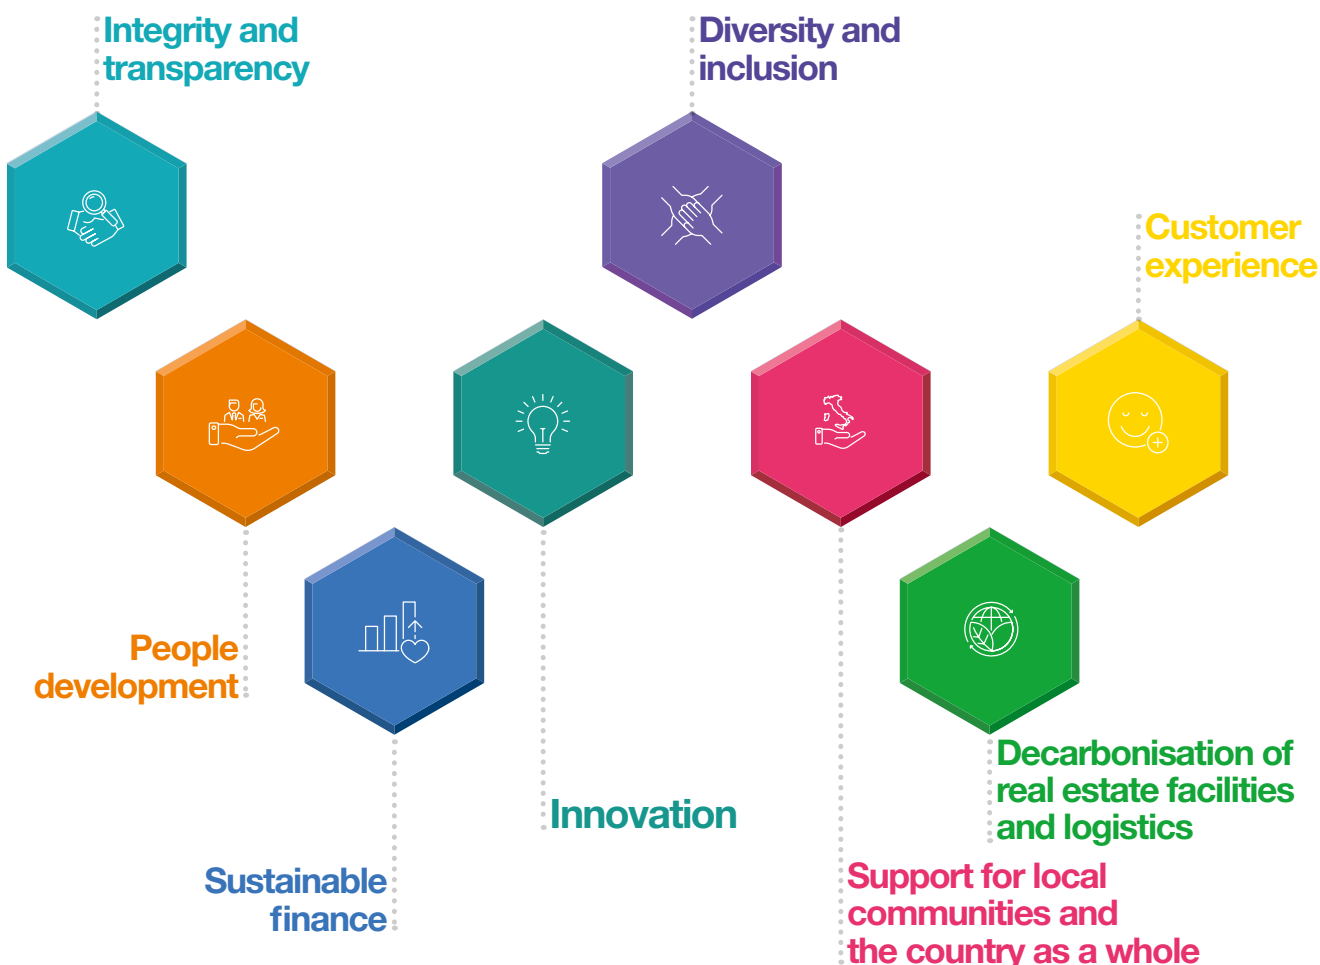 Integrity and
transparency
Diversity and
inclusion
Customer
experience
People
development
Decarbonisation of
real estate facilities
and logistics
Innovation
Sustainable
finance
Support for local
communities and
the country as a whole